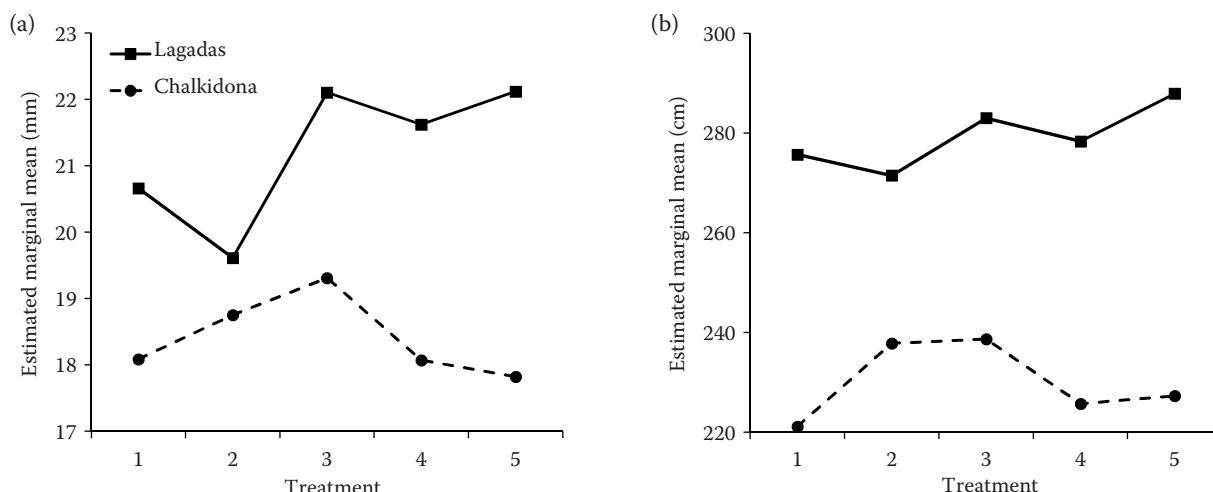 (a)
Estimated marginal mean (mm)
23
22
21
20
19
18
17
Lagadas
Chalkidona
1 2 3 4 5
Treatment
(b)
Estimated marginal mean (cm)
300
280
260
240
220
1 2 3 4 5
Treatment